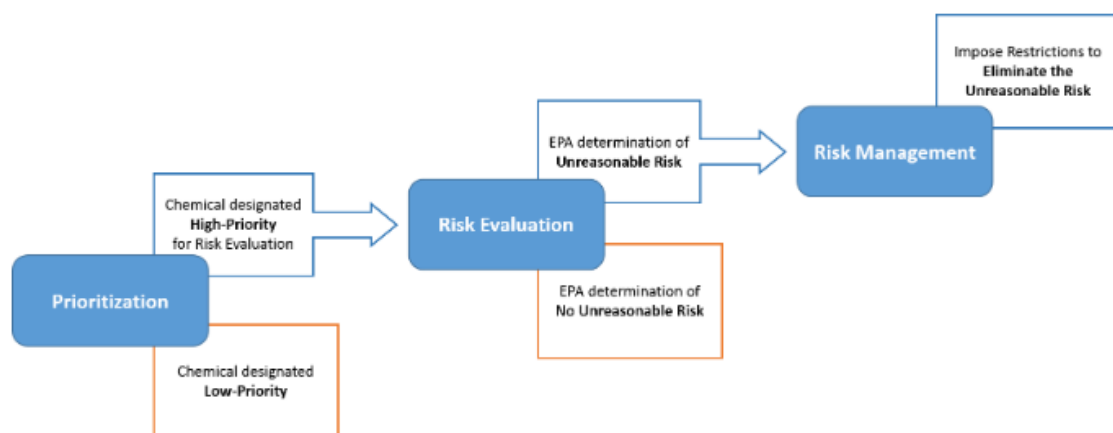 Prioritization
Chemical designated
High-Priority
for Risk Evaluation
Chemical designated
Low-Priority
Risk Evaluation
EPA determination of
Unreasonable Risk
EPA determination of
No Unreasonable Risk
Risk Management
Impose Restrictions to
Eliminate the
Unreasonable Risk